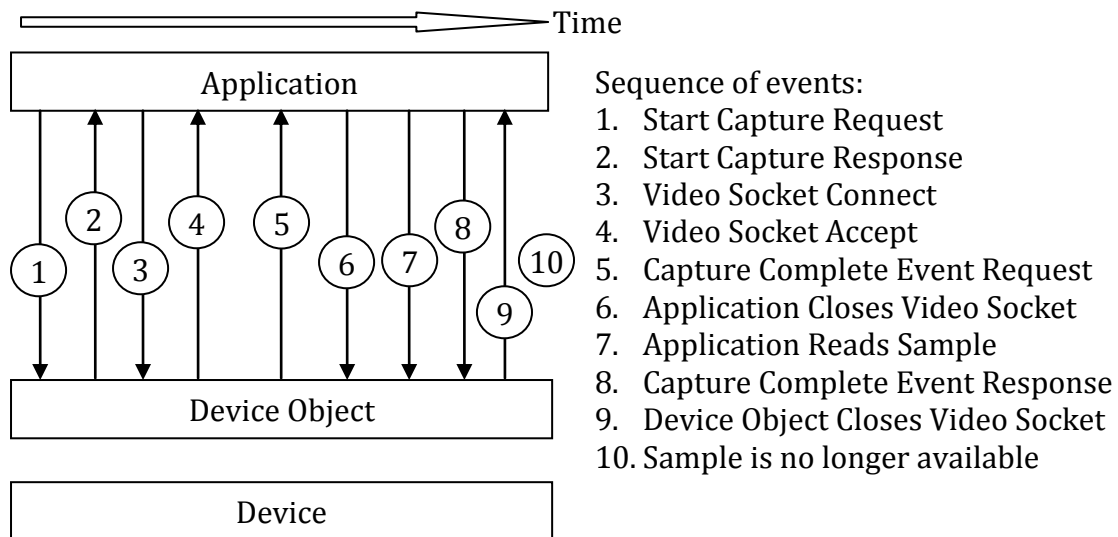 Time
Application
1
2
3
4
5
6
7
8
9
10
Device Object
Device
Sequence of events:
1. Start Capture Request
2. Start Capture Response
3. Video Socket Connect
4. Video Socket Accept
5. Capture Complete Event Request
6. Application Closes Video Socket
7. Application Reads Sample
8. Capture Complete Event Response
9. Device Object Closes Video Socket
10. Sample is no longer available